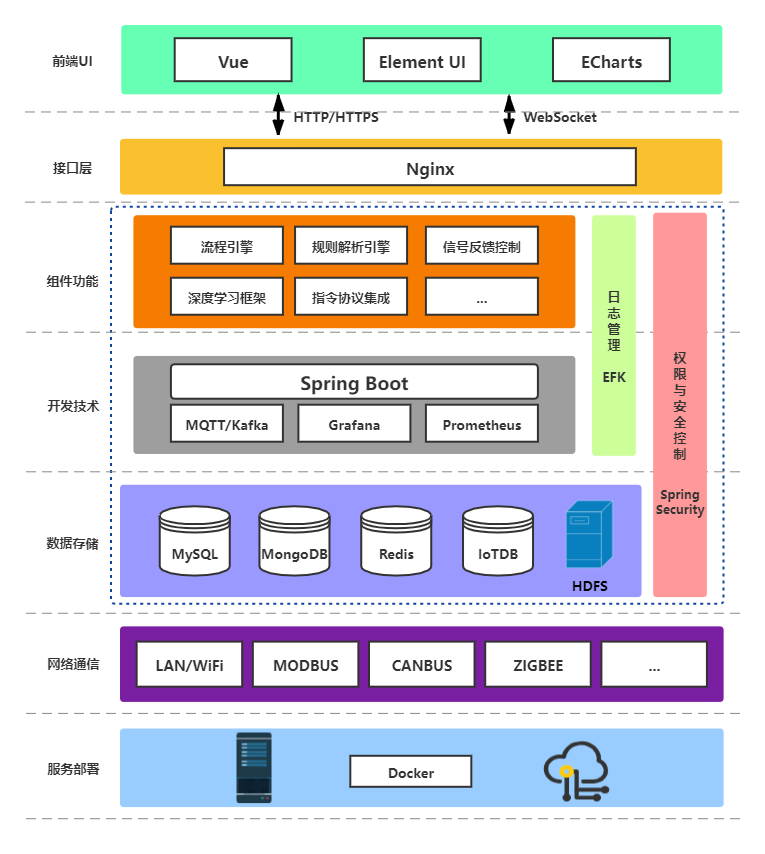 前端UI
Vue
Element UI
ECharts
HTTP/HTTPS
WebSocket
接口层
Nginx
组件功能
流程引擎
规则解析引擎
信号反馈控制
深度学习框架
指令协议集成
...
日志管理
EFK
权限与安全控制
Spring
Security
开发技术
Spring Boot
MQTT/Kafka
Grafana
Prometheus
数据存储
MySQL
MongoDB
Redis
IoTDB
HDFS
网络通信
LAN/WiFi
MODBUS
CANBUS
ZIGBEE
...
服务部署
Docker